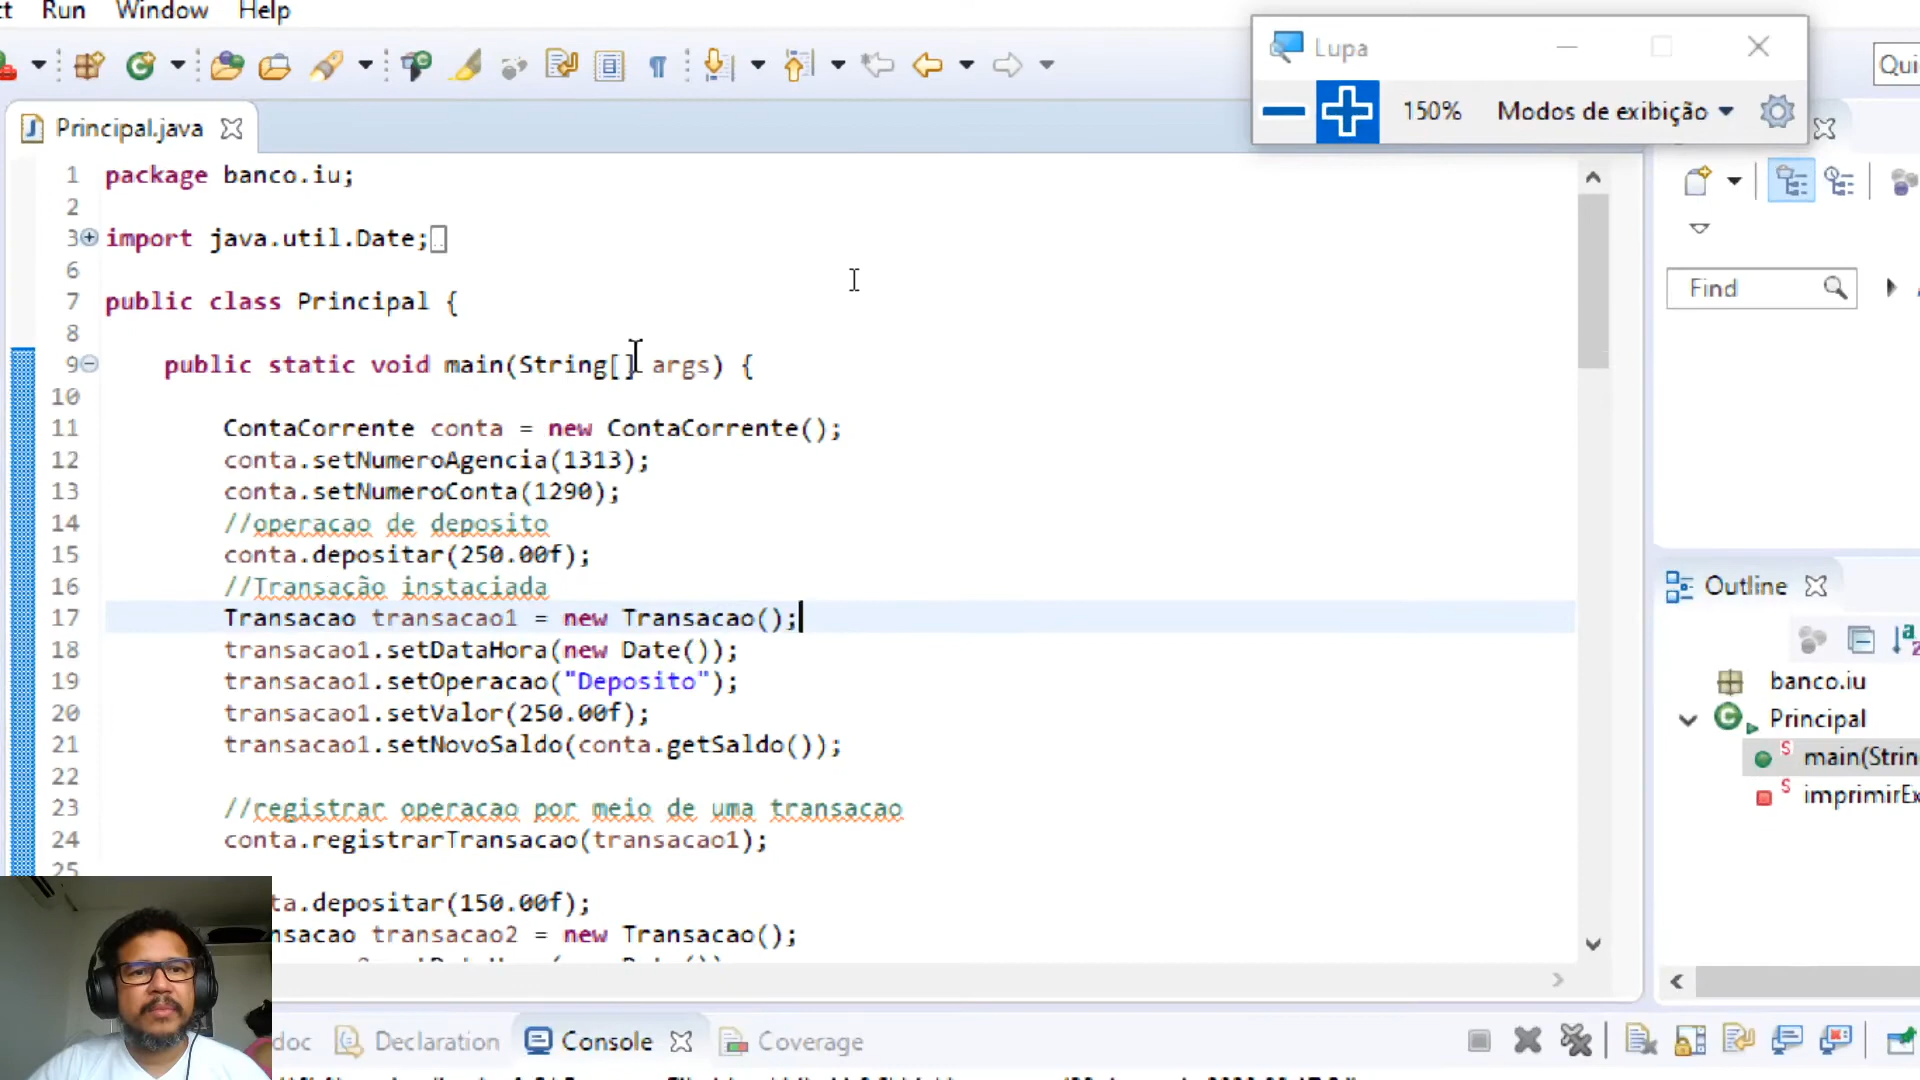 Run Window Help
Lupa
150% Modos de exibição
Qui
Principal.java
1 package banco.iu;
2
3 import java.util.Date;
6
7 public class Principal {
8
9 public static void main(String[] args) {
10
11 ContaCorrente conta = new ContaCorrente();
12 conta.setNumeroAgencia(1313);
13 conta.setNumeroConta(1290);
14 //operacao de deposito
15 conta.depositar(250.00f);
16 //Transação instaciada
17 Transacao transacao1 = new Transacao();
18 transacao1.setDataHora(new Date());
19 transacao1.setOperacao("Deposito");
20 transacao1.setValor(250.00f);
21 transacao1.setNovoSaldo(conta.getSaldo());
22
23 //registrar operacao por meio de uma transacao
24 conta.registrarTransacao(transacao1);
25
ta.depositar(150.00f);
nsacao transacao2 = new Transacao();
Find
Outline
banco.iu
Principal
main(Strin
imprimirEx
doc Declaration Console Coverage